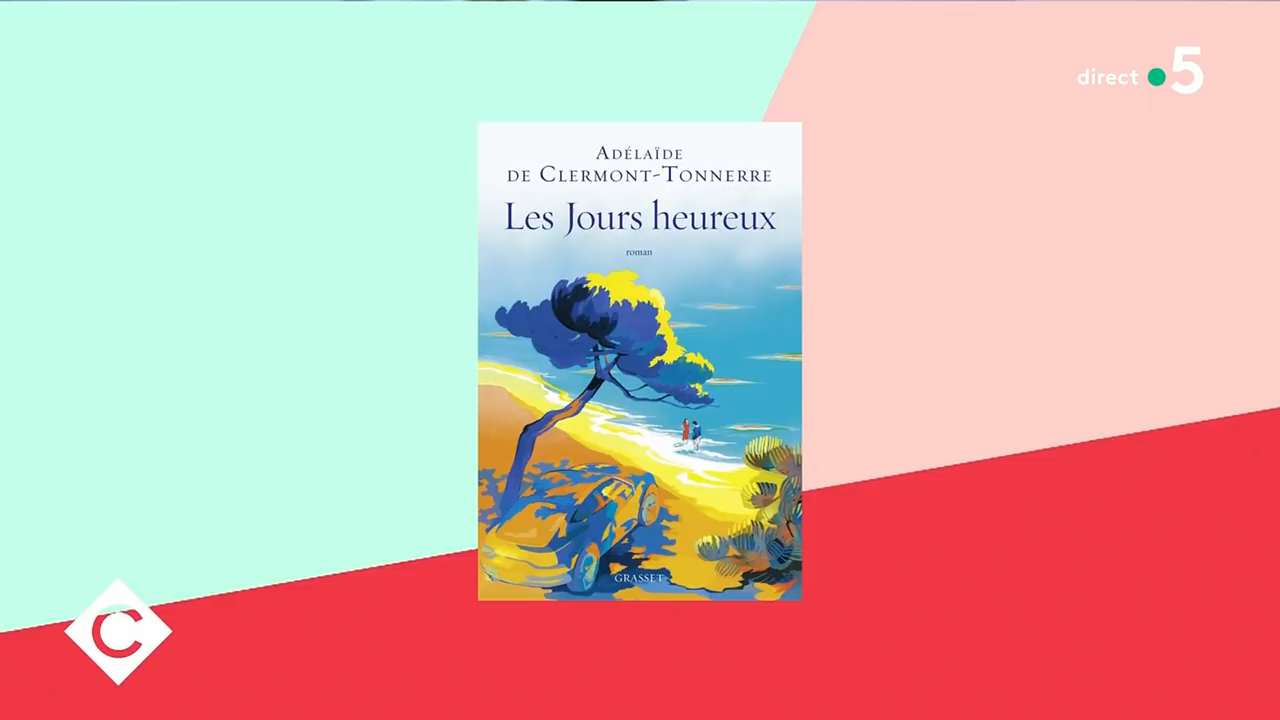 direct 5
ADÉLAÏDE
DE CLERMONT-TONNERRE
Les Jours heureux
roman
GRASSET
C